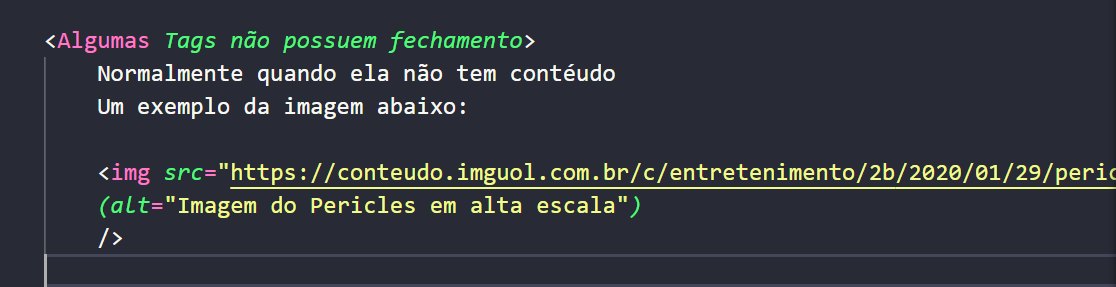 <Algumas Tags não possuem fechamento>
Normalmente quando ela não tem contéudo
Um exemplo da imagem abaixo:
<img src="https://conteudo.imguol.com.br/c/entretenimento/2b/2020/01/29/peric
(alt="Imagem do Pericles em alta escala")
/>